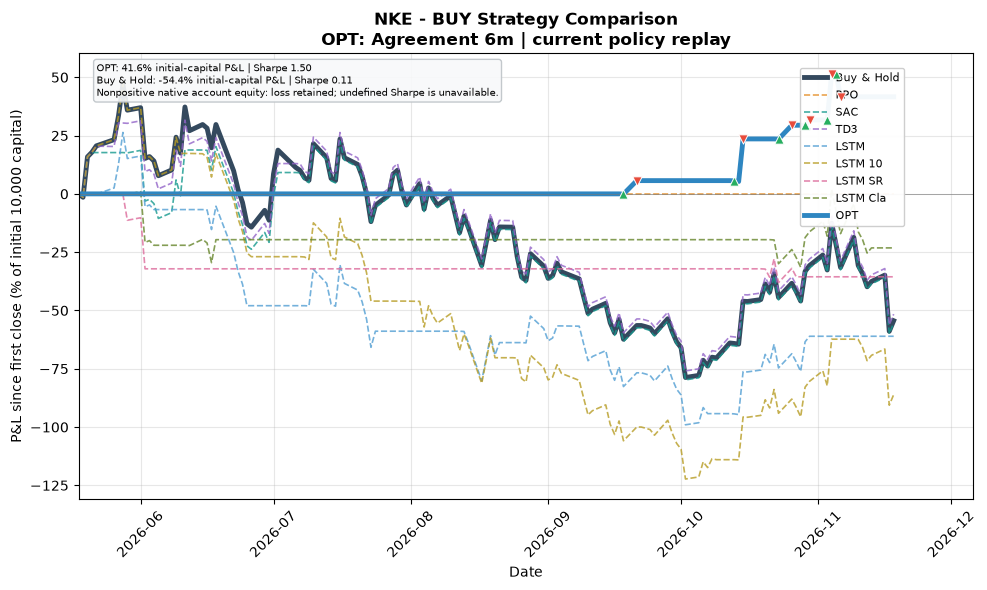 NKE - BUY Strategy Comparison
OPT: Agreement 6m | current policy replay
OPT: 41.6% initial-capital P&L | Sharpe 1.50
Buy & Hold: -54.4% initial-capital P&L | Sharpe 0.11
Nonpositive native account equity: loss retained; undefined Sharpe is unavailable.
Buy & Hold
PPO
SAC
TD3
LSTM
LSTM 10
LSTM SR
LSTM Cla
OPT
P&L since first close (% of initial 10,000 capital)
50
25
0
−25
−50
−75
−100
−125
2026-06
2026-07
2026-08
2026-09
2026-10
2026-11
2026-12
Date